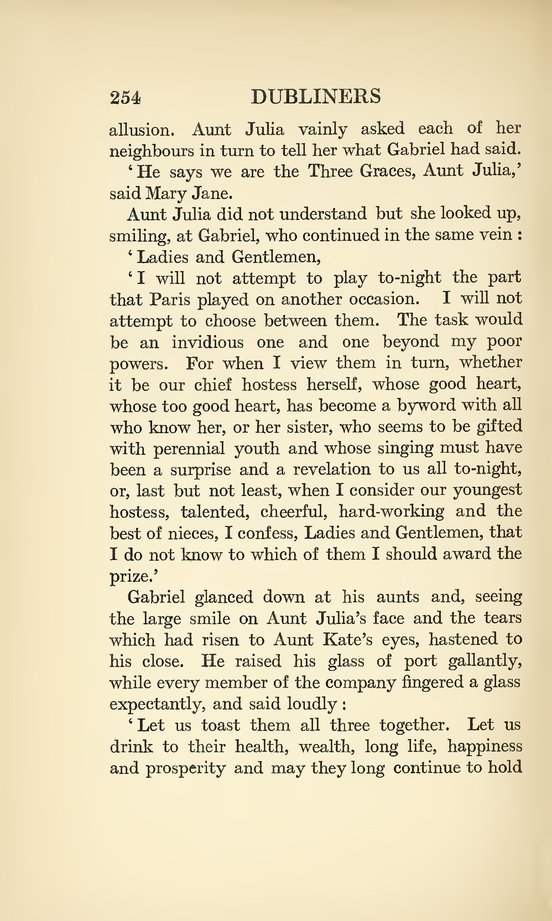 254 DUBLINERS
allusion. Aunt Julia vainly asked each of her
neighbours in turn to tell her what Gabriel had said.
‘ He says we are the Three Graces, Aunt Julia,’
said Mary Jane.
Aunt Julia did not understand but she looked up,
smiling, at Gabriel, who continued in the same vein :
‘ Ladies and Gentlemen,
‘ I will not attempt to play to-night the part
that Paris played on another occasion. I will not
attempt to choose between them. The task would
be an invidious one and one beyond my poor
powers. For when I view them in turn, whether
it be our chief hostess herself, whose good heart,
whose too good heart, has become a byword with all
who know her, or her sister, who seems to be gifted
with perennial youth and whose singing must have
been a surprise and a revelation to us all to-night,
or, last but not least, when I consider our youngest
hostess, talented, cheerful, hard-working and the
best of nieces, I confess, Ladies and Gentlemen, that
I do not know to which of them I should award the
prize.’
Gabriel glanced down at his aunts and, seeing
the large smile on Aunt Julia’s face and the tears
which had risen to Aunt Kate’s eyes, hastened to
his close. He raised his glass of port gallantly,
while every member of the company fingered a glass
expectantly, and said loudly :
‘ Let us toast them all three together. Let us
drink to their health, wealth, long life, happiness
and prosperity and may they long continue to hold